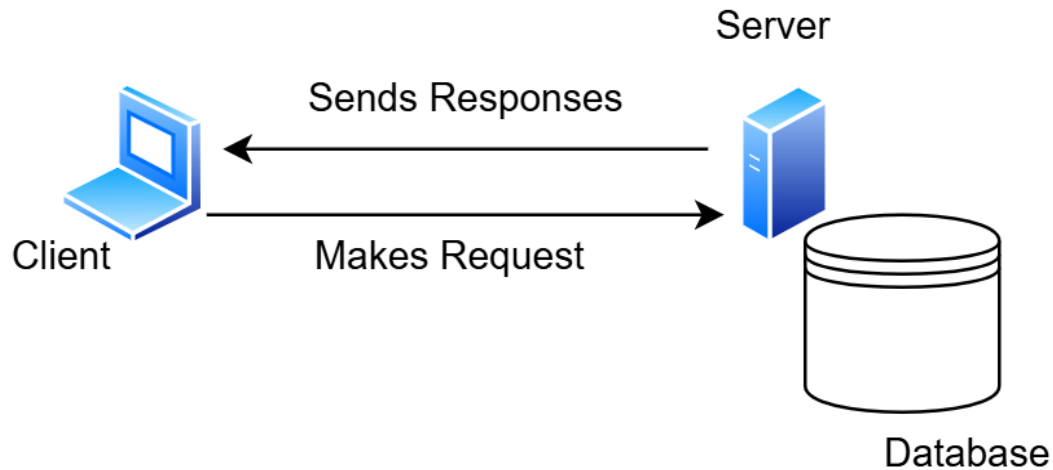 Server
Sends Responses
Client
Makes Request
Database